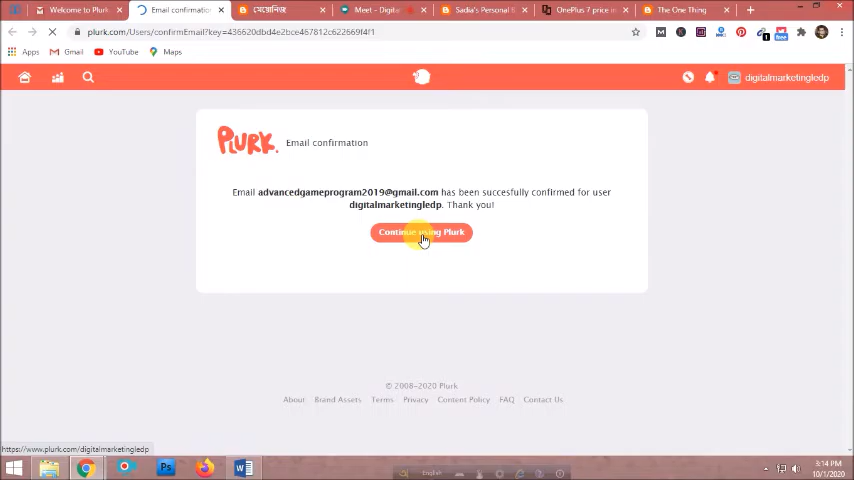 Welcome to Plurk
Email confirmation
মেয়োনিজ
Meet - Digital
Sadia's Personal
OnePlus 7 price in
The One Thing
plurk.com/Users/confirmEmail?key=436620dbd4e2bce467812c622669f4f1
Apps
Gmail
YouTube
Maps
digitalmarketingledp
PLURK. Email confirmation
Email advancedgameprogram2019@gmail.com has been succesfully confirmed for user
digitalmarketingledp. Thank you!
Continue using Plurk
© 2008-2020 Plurk
About Brand Assets Terms Privacy Content Policy FAQ Contact Us
https://www.plurk.com/digitalmarketingledp
English
3:14 PM
10/1/2020